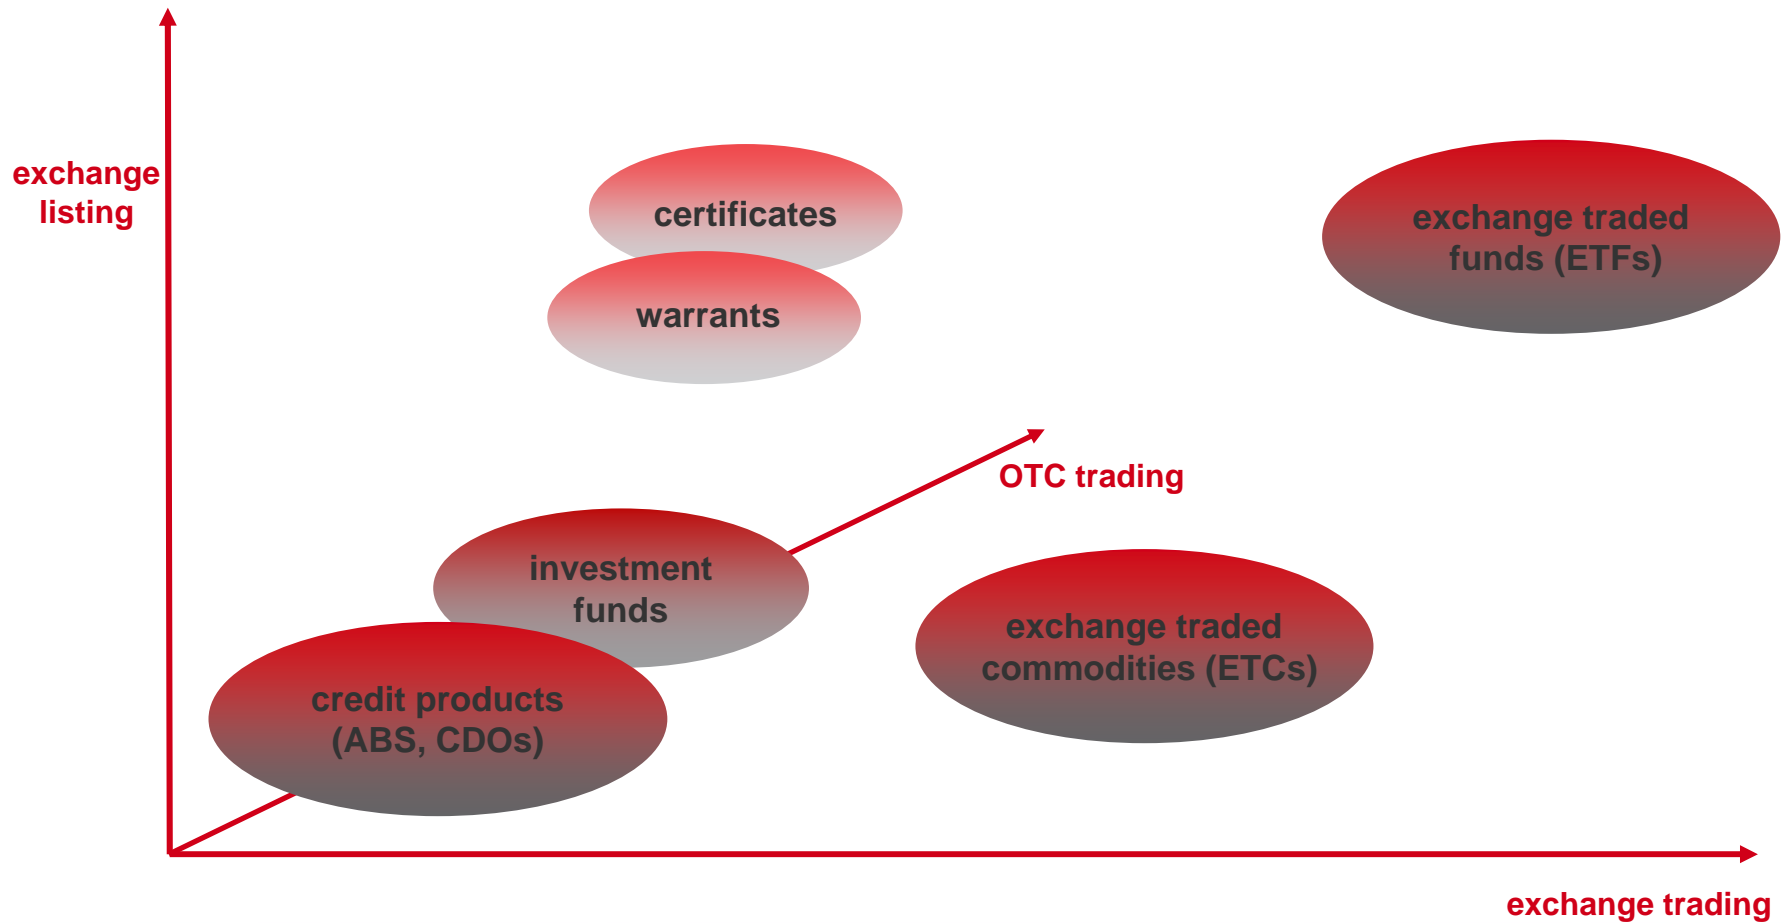 exchange
listing
certificates
warrants
exchange traded
funds (ETFs)
OTC trading
investment
funds
exchange traded
commodities (ETCs)
credit products
(ABS, CDOs)
exchange trading